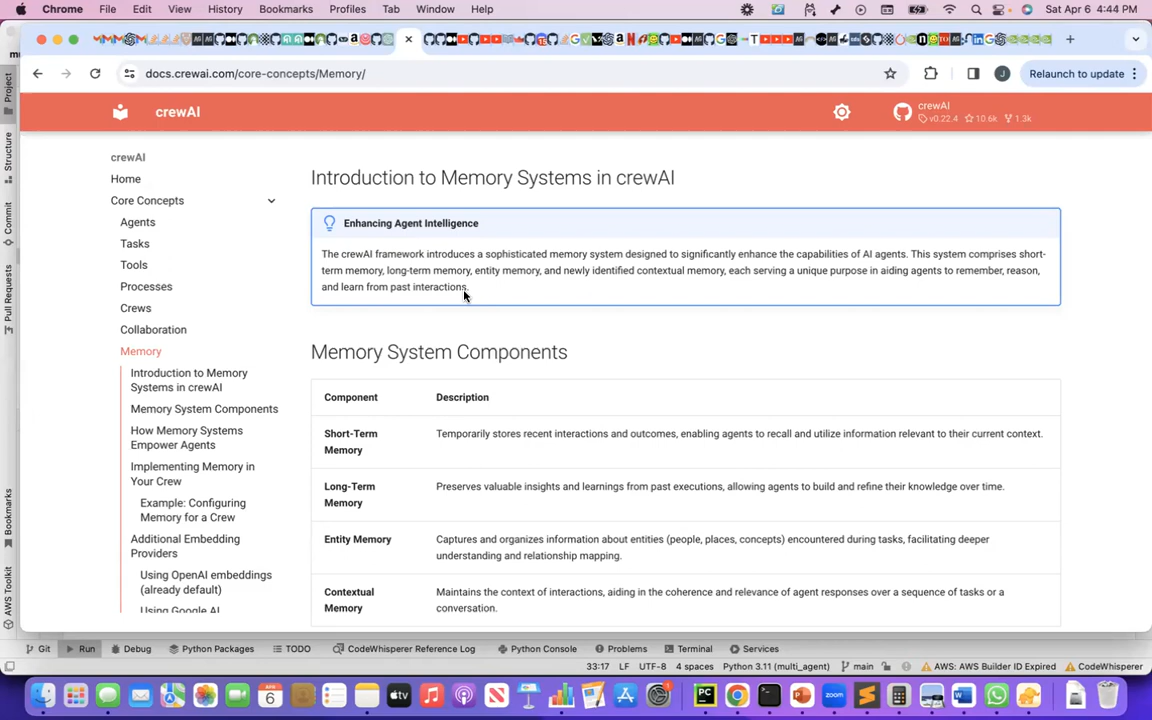 Chrome File Edit View History Bookmarks Profiles Tab Window Help Sat Apr 6 4:44 PM
docs.crewai.com/core-concepts/Memory/
J
Relaunch to update
crewAI
crewAI
v0.22.4 10.6k 1.3k
Project
Structure
Commit
Pull Requests
Bookmarks
AWS Toolkit
crewAI
Home
Core Concepts
Agents
Tasks
Tools
Processes
Crews
Collaboration
Memory
Introduction to Memory
Systems in crewAI
Memory System Components
How Memory Systems
Empower Agents
Implementing Memory in
Your Crew
Example: Configuring
Memory for a Crew
Additional Embedding
Providers
Using OpenAI embeddings
(already default)
Using Google AI
Introduction to Memory Systems in crewAI
Enhancing Agent Intelligence
The crewAI framework introduces a sophisticated memory system designed to significantly enhance the capabilities of AI agents. This system comprises short-
term memory, long-term memory, entity memory, and newly identified contextual memory, each serving a unique purpose in aiding agents to remember, reason,
and learn from past interactions.
Memory System Components
Component Description
Short-Term
Memory
Temporarily stores recent interactions and outcomes, enabling agents to recall and utilize information relevant to their current context.
Long-Term
Memory
Preserves valuable insights and learnings from past executions, allowing agents to build and refine their knowledge over time.
Entity Memory
Captures and organizes information about entities (people, places, concepts) encountered during tasks, facilitating deeper
understanding and relationship mapping.
Contextual
Memory
Maintains the context of interactions, aiding in the coherence and relevance of agent responses over a sequence of tasks or a
conversation.
Git Run Debug Python Packages TODO CodeWhisperer Reference Log Python Console Problems Terminal Services
33:17 LF UTF-8 4 spaces Python 3.11 (multi_agent) main AWS: AWS Builder ID Expired CodeWhisperer